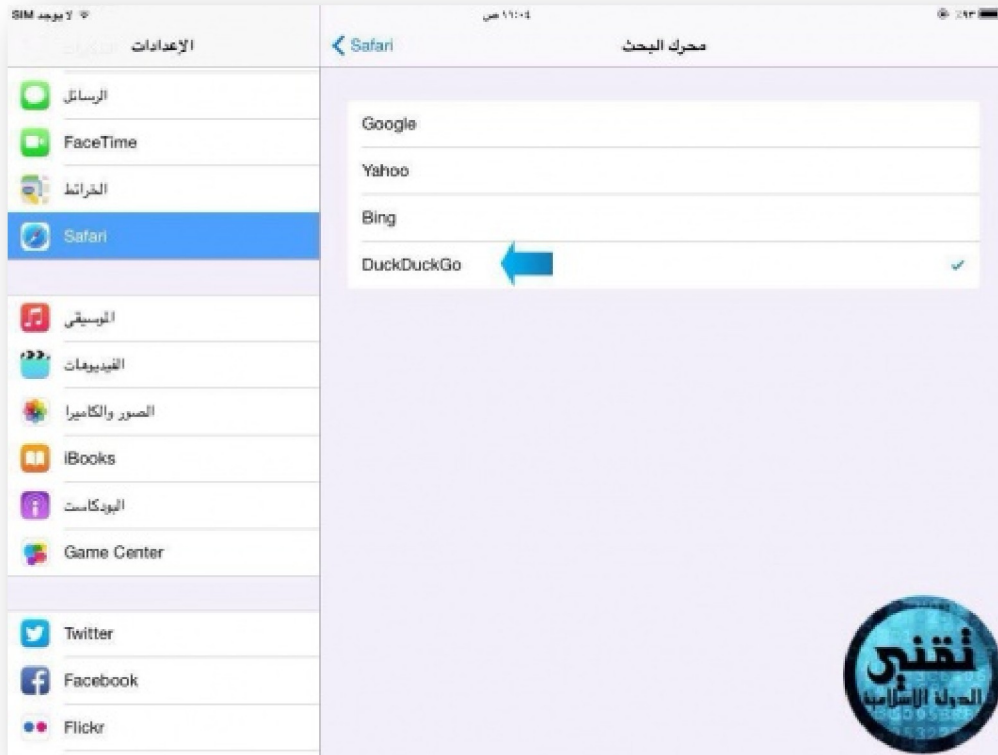 لا يوجد SIM
١١:٠٤ ص
٪٩٣
الإعدادات
Safari
محرك البحث
الرسائل
FaceTime
الخرائط
Safari
الموسيقى
الفيديوهات
الصور والكاميرا
iBooks
البودكاست
Game Center
Twitter
Facebook
Flickr
Google
Yahoo
Bing
DuckDuckGo
تقني
الدولة الإسلامية